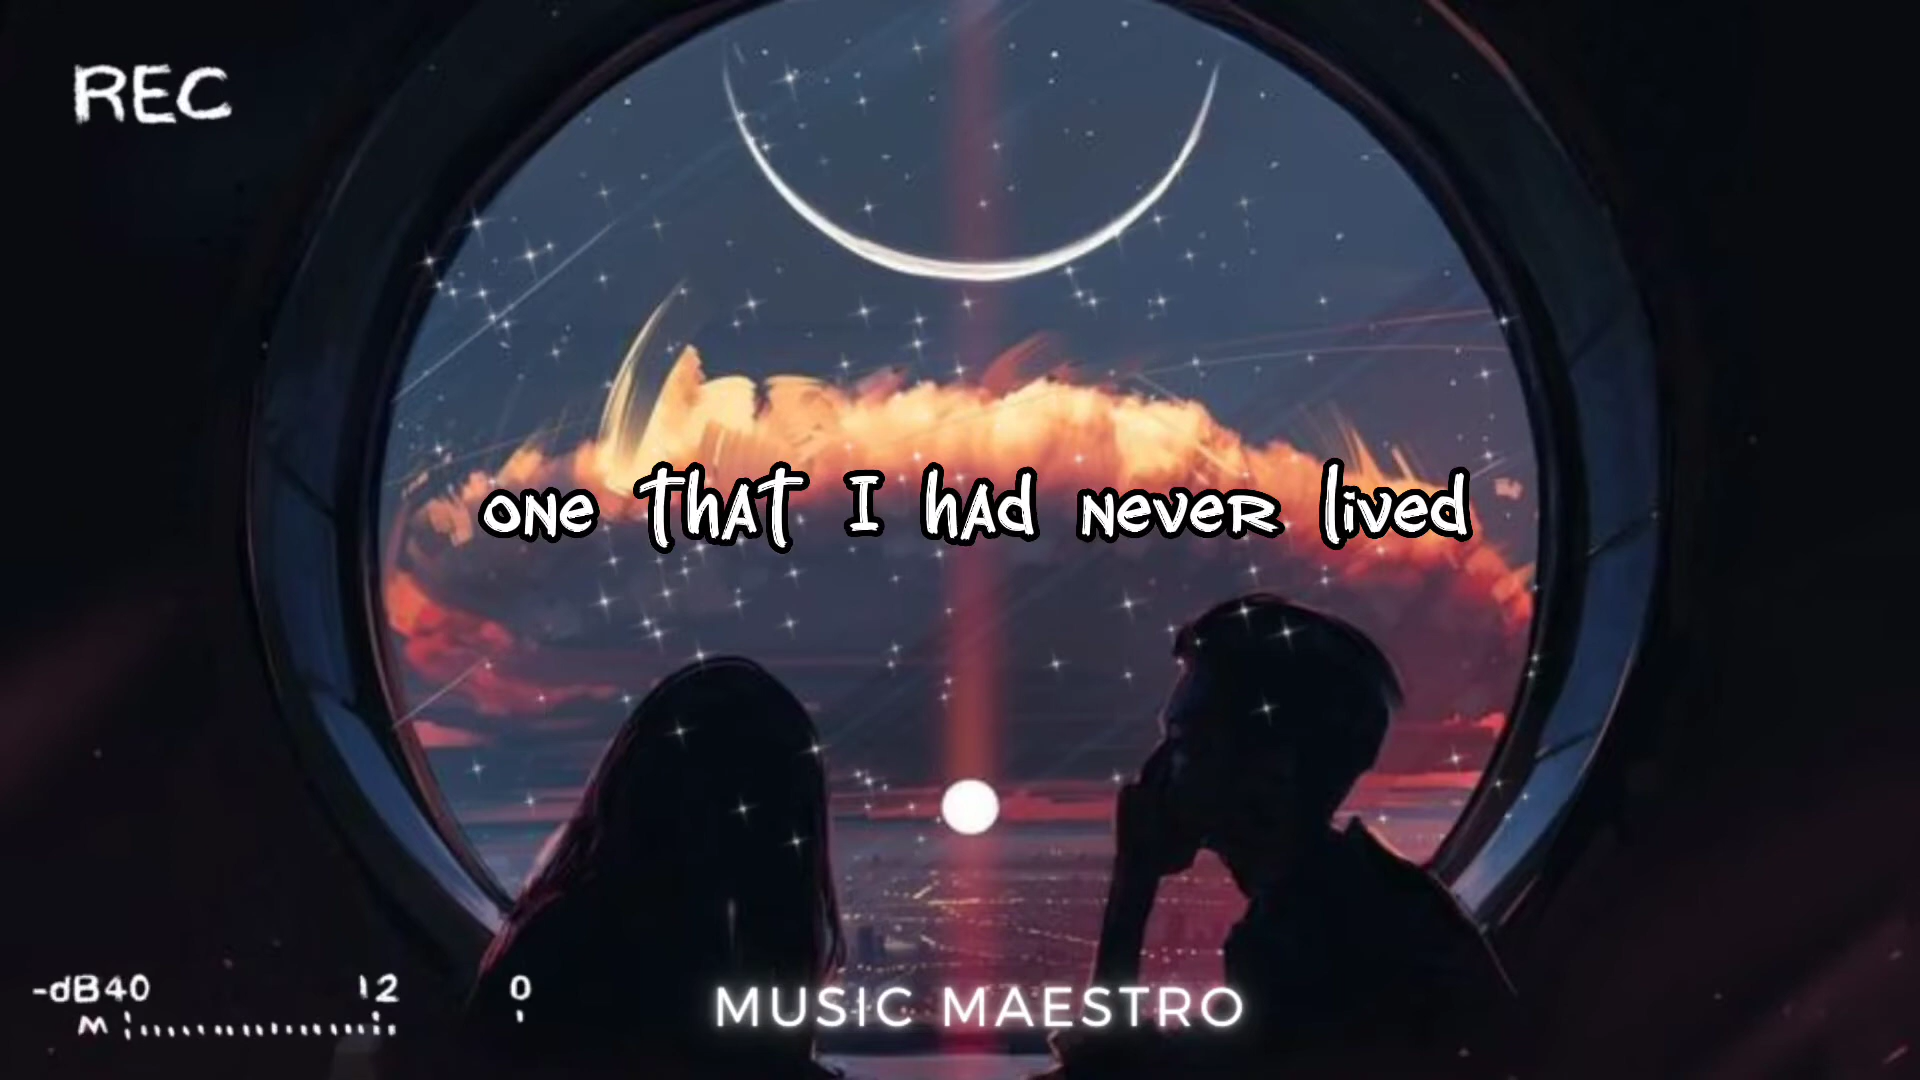 REC
one that I had never lived
-dB40 12 0
M
MUSIC MAESTRO